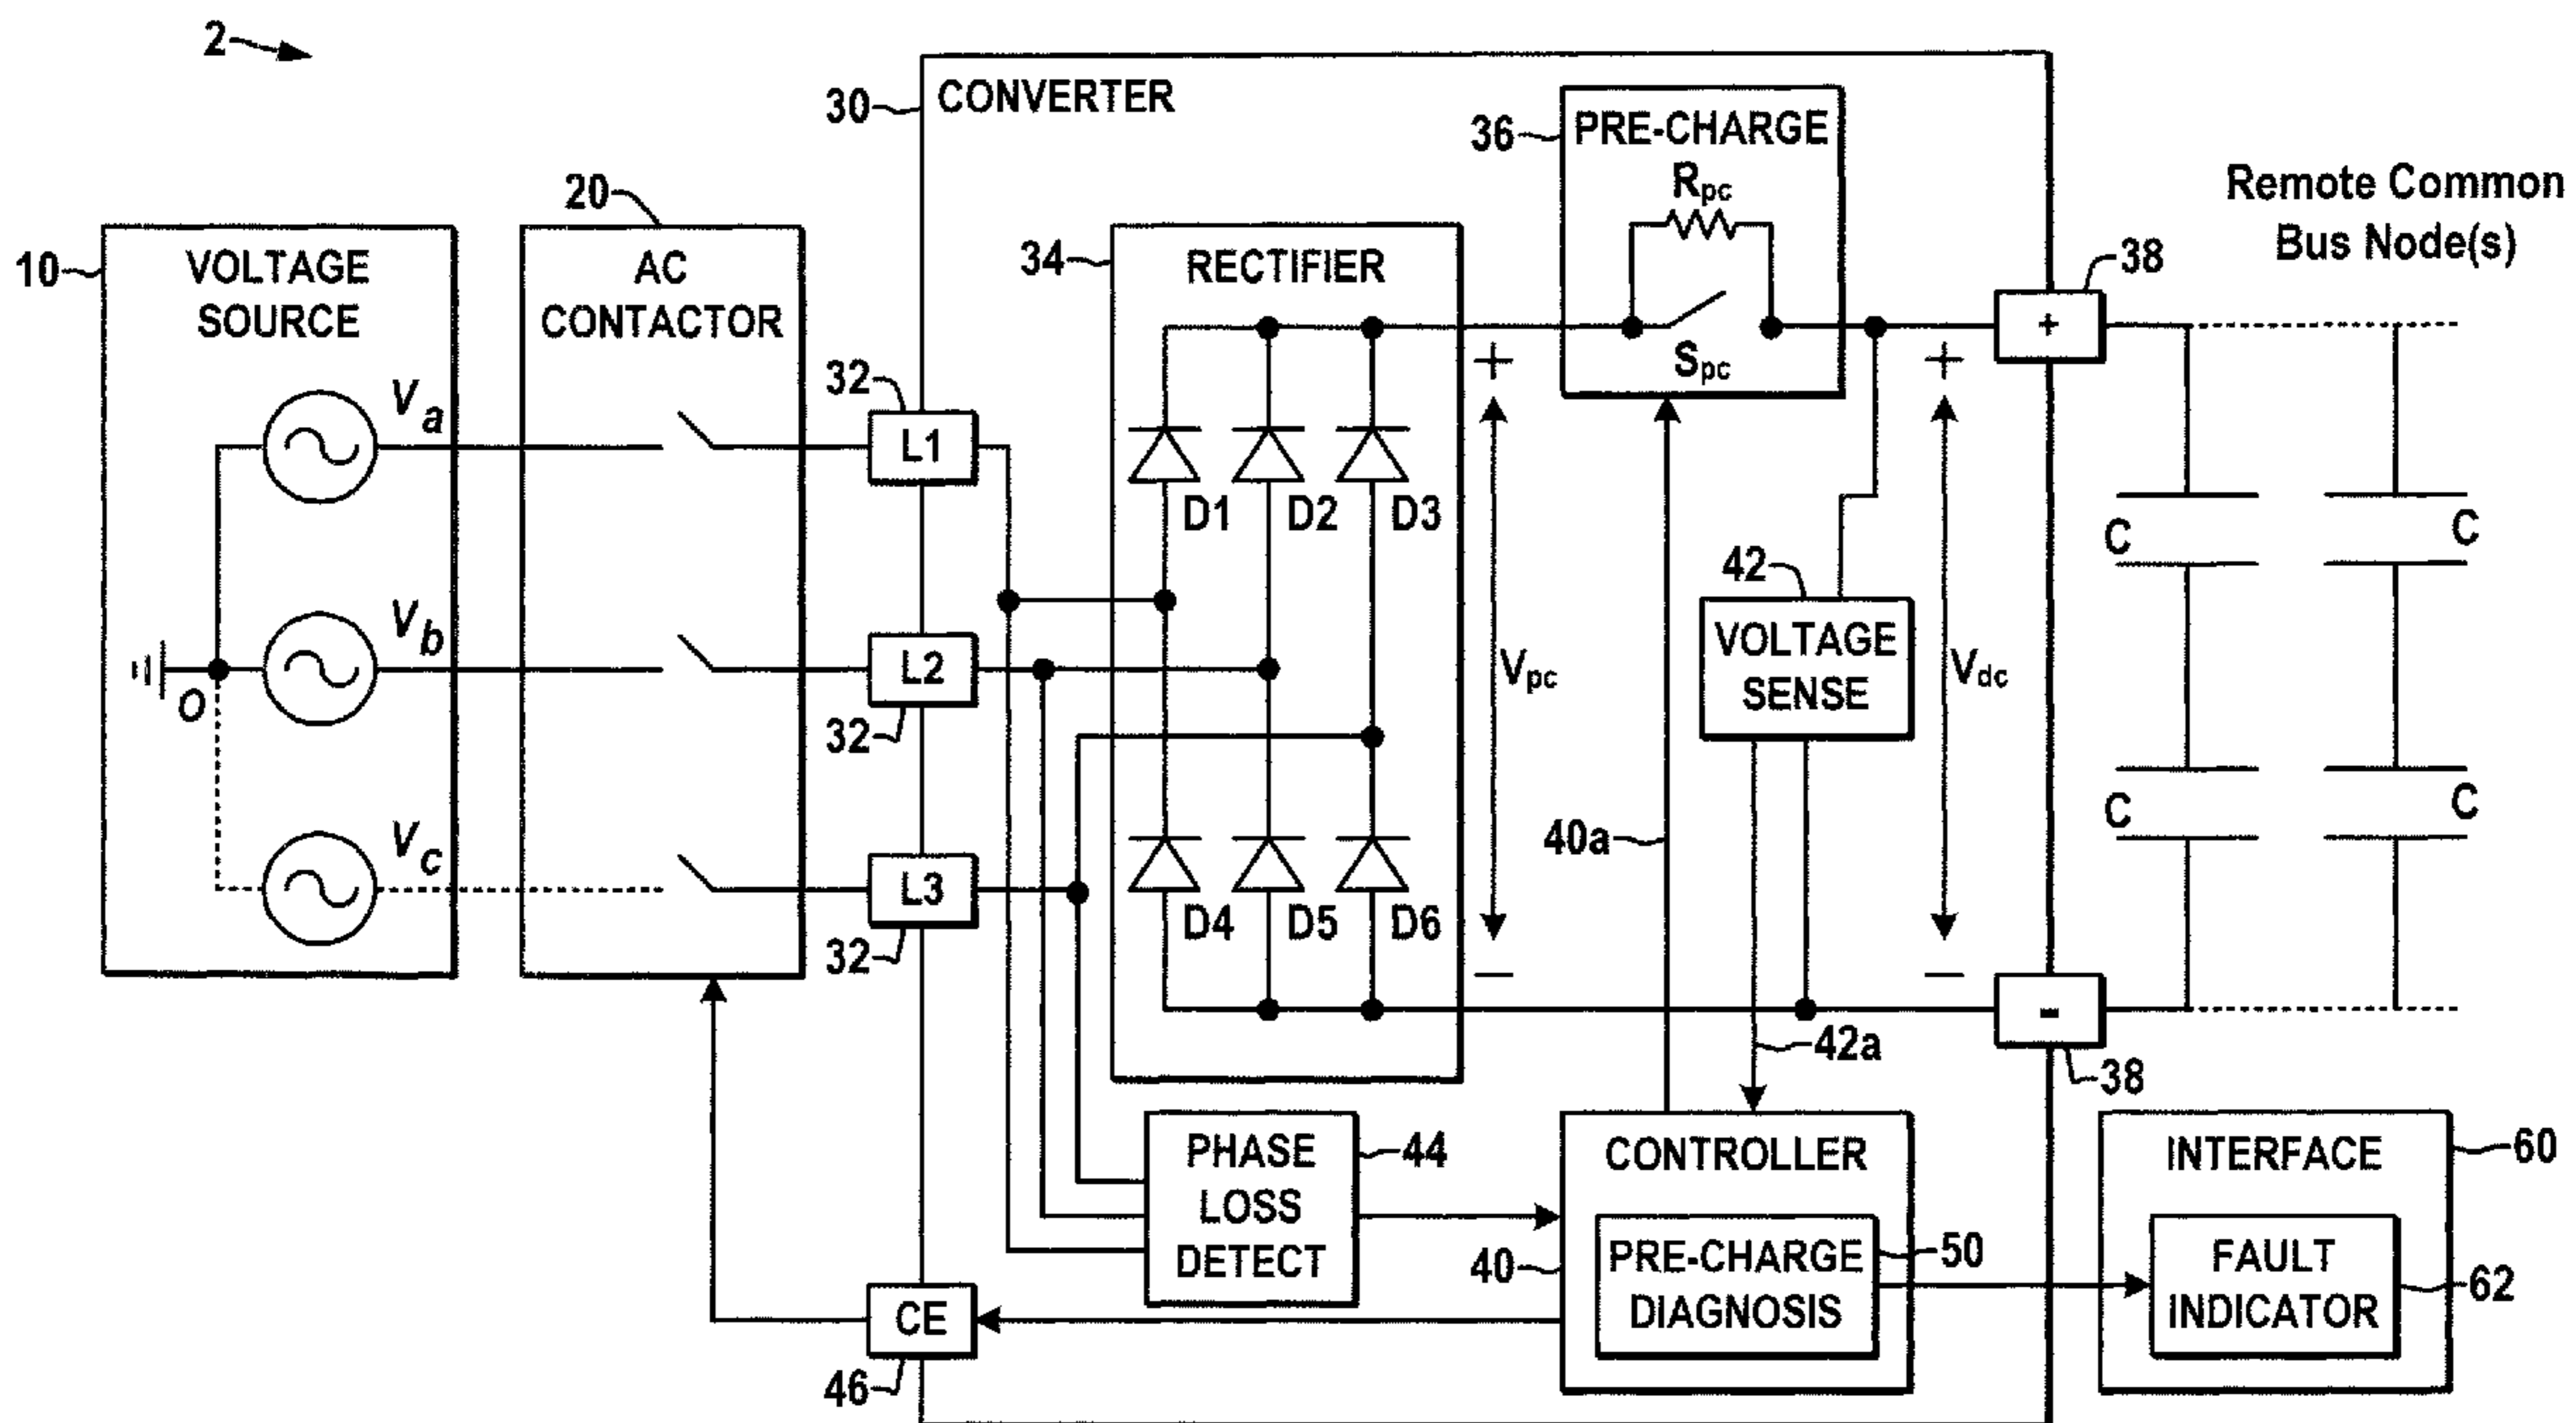 2
30
CONVERTER
36
PRE-CHARGE
Rpc
Spc
Remote Common
Bus Node(s)
10
VOLTAGE
SOURCE
20
AC
CONTACTOR
34
RECTIFIER
38
+
Va
Vb
Vc
O
32
L1
L2
32
L3
32
D1
D2
D3
D4
D5
D6
+
Vpc
−
40a
42
VOLTAGE
SENSE
42a
+
Vdc
−
C
C
C
C
-
38
PHASE
LOSS
DETECT
44
CONTROLLER
40
PRE-CHARGE
DIAGNOSIS
50
INTERFACE
60
FAULT
INDICATOR
62
CE
46